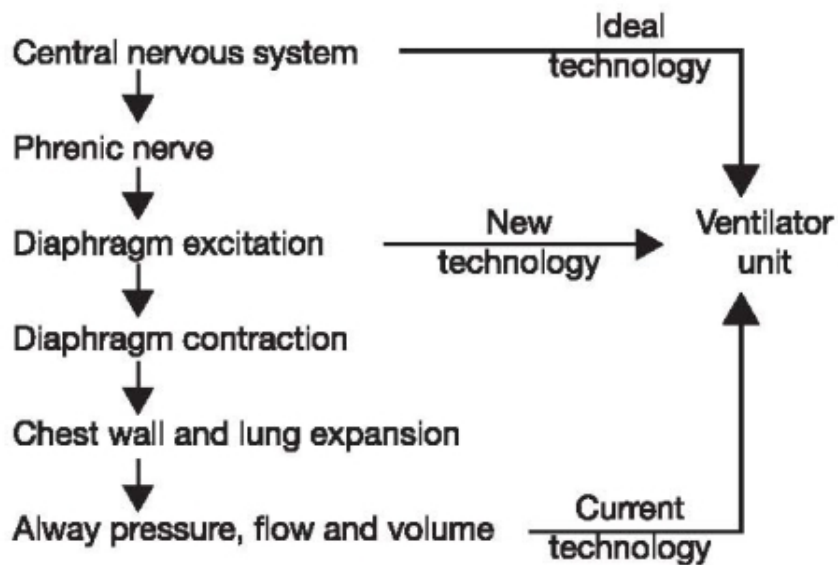 Central nervous system
Ideal
technology
Phrenic nerve
Diaphragm excitation
New
technology
Ventilator
unit
Diaphragm contraction
Chest wall and lung expansion
Alway pressure, flow and volume
Current
technology